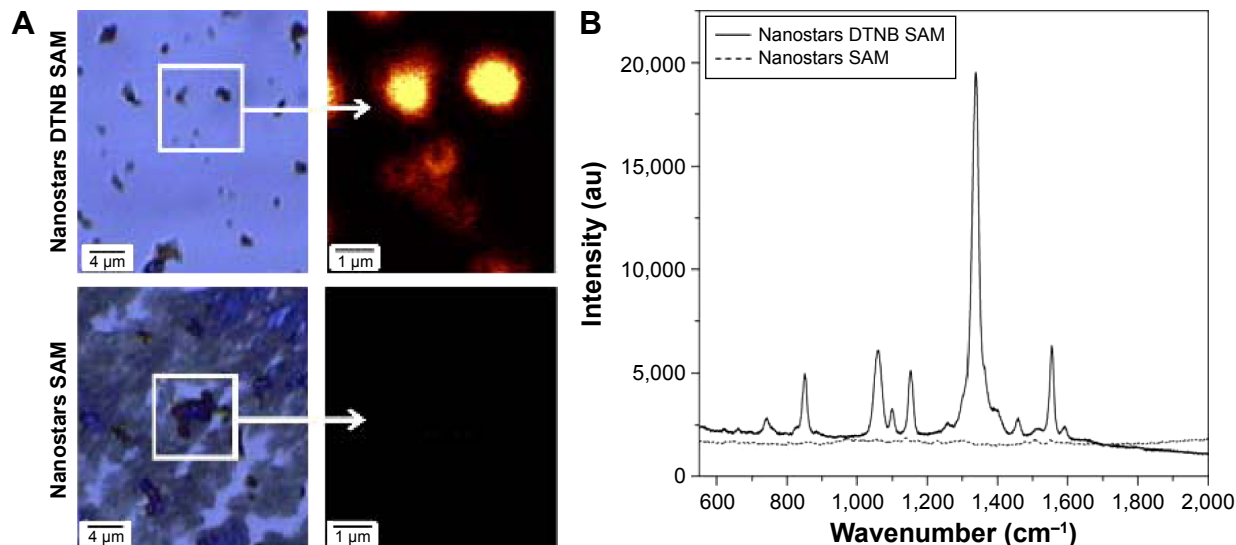 A
Nanostars DTNB SAM
4 µm
1 µm
Nanostars SAM
4 µm
1 µm
B
Nanostars DTNB SAM
Nanostars SAM
Intensity (au)
20,000
15,000
10,000
5,000
0
600 800 1,000 1,200 1,400 1,600 1,800 2,000
Wavenumber (cm⁻¹)